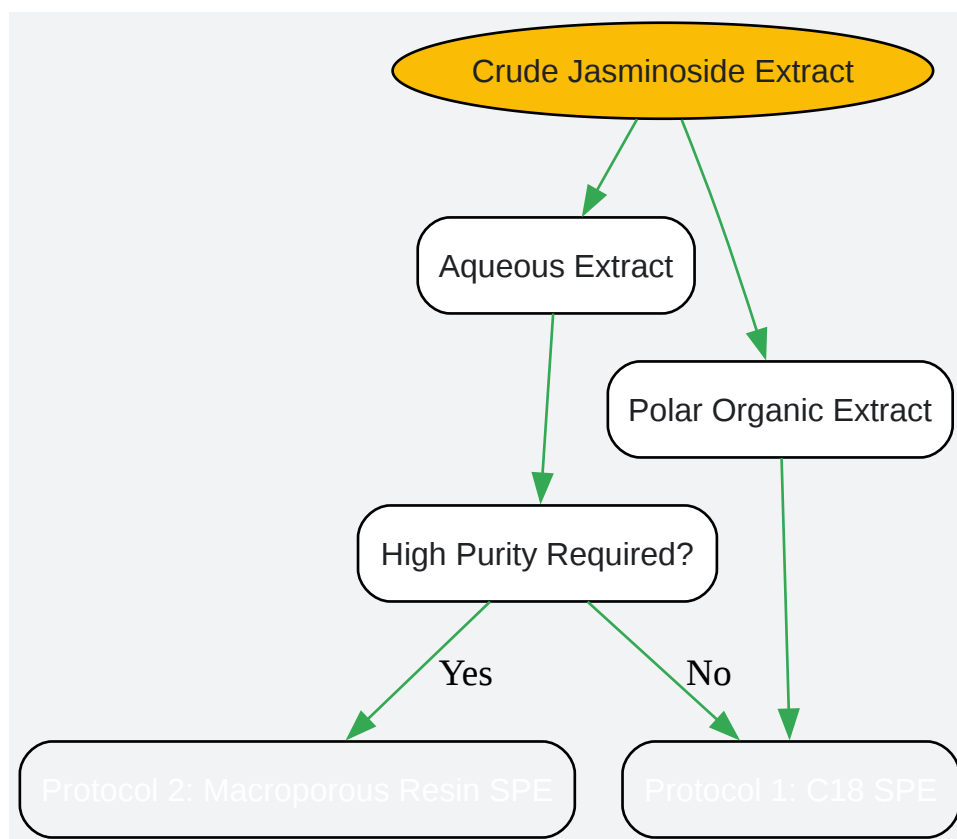 Crude Jasminoside Extract
Aqueous Extract
Polar Organic Extract
High Purity Required?
Yes
No
Protocol 2: Macroporous Resin SPE
Protocol 1: C18 SPE